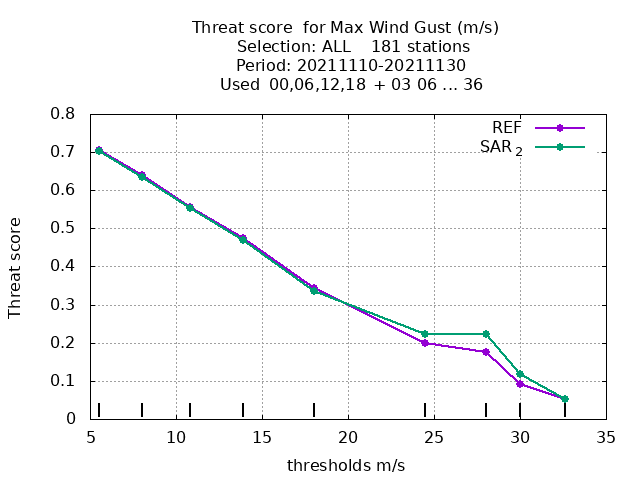 Threat score for Max Wind Gust (m/s)
Selection: ALL 181 stations
Period: 20211110-20211130
Used 00,06,12,18 + 03 06 ... 36
REF
SAR 2
0.8
0.7
0.6
0.5
0.4
0.3
0.2
0.1
0
Threat score
5 10 15 20 25 30 35
thresholds m/s